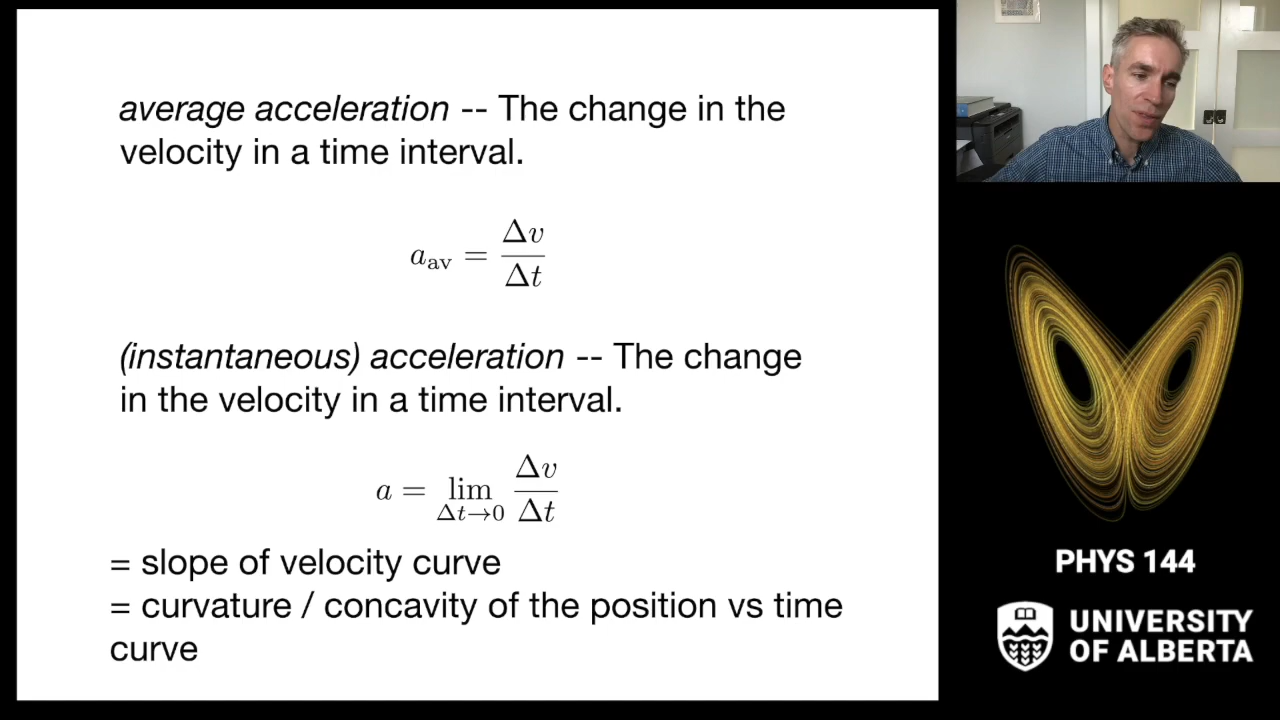 average acceleration -- The change in the
velocity in a time interval.
a_av = Δv/Δt
(instantaneous) acceleration -- The change
in the velocity in a time interval.
a = lim_{Δt→0} Δv/Δt
= slope of velocity curve
= curvature / concavity of the position vs time
curve
PHYS 144
UNIVERSITY
OF ALBERTA